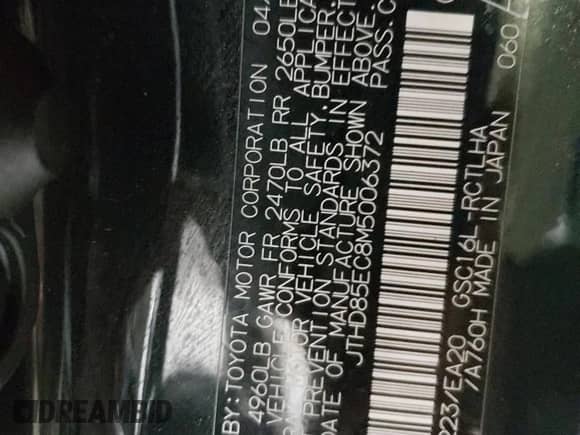 BY: TOYOTA MOTOR CORPORATION 04
4960LB GAWR FR 2470LB RR 2650LB
VEHICLE CONFORMS TO ALL APPLICA
VEHICLE SAFETY, BUMPER,
PREVENTION STANDARDS IN EFFECT
DATE OF MANUFACTURE SHOWN ABOVE.
JTHD85EC8M5006372 PASS.C
223/EA20 GSC16L-RCTLHA
/A760H MADE IN JAPAN 060
DREAMBID